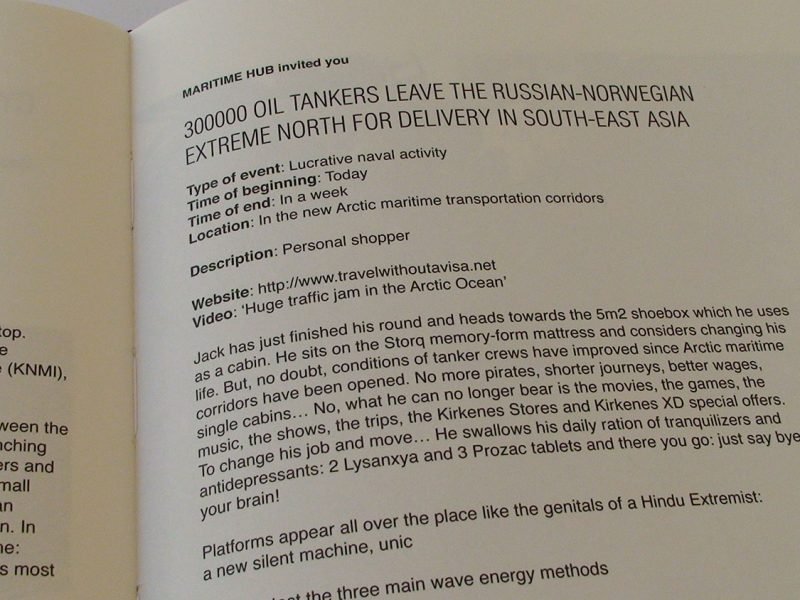 top.
e
(KNMI),
ween the
nching
ers and
mall
an
n. In
ne:
s most
MARITIME HUB invited you
300000 OIL TANKERS LEAVE THE RUSSIAN-NORWEGIAN
EXTREME NORTH FOR DELIVERY IN SOUTH-EAST ASIA
Type of event: Lucrative naval activity
Time of beginning: Today
Time of end: In a week
Location: In the new Arctic maritime transportation corridors
Description: Personal shopper
Website: http://www.travelwithoutavisa.net
Video: ‘Huge traffic jam in the Arctic Ocean’
Jack has just finished his round and heads towards the 5m2 shoebox which he uses
as a cabin. He sits on the Storq memory-form mattress and considers changing his
life. But, no doubt, conditions of tanker crews have improved since Arctic maritime
corridors have been opened. No more pirates, shorter journeys, better wages,
single cabins… No, what he can no longer bear is the movies, the games, the
music, the shows, the trips, the Kirkenes Stores and Kirkenes XD special offers.
To change his job and move… He swallows his daily ration of tranquilizers and
antidepressants: 2 Lysanxya and 3 Prozac tablets and there you go: just say bye
your brain!
Platforms appear all over the place like the genitals of a Hindu Extremist:
a new silent machine, unic
the three main wave energy methods